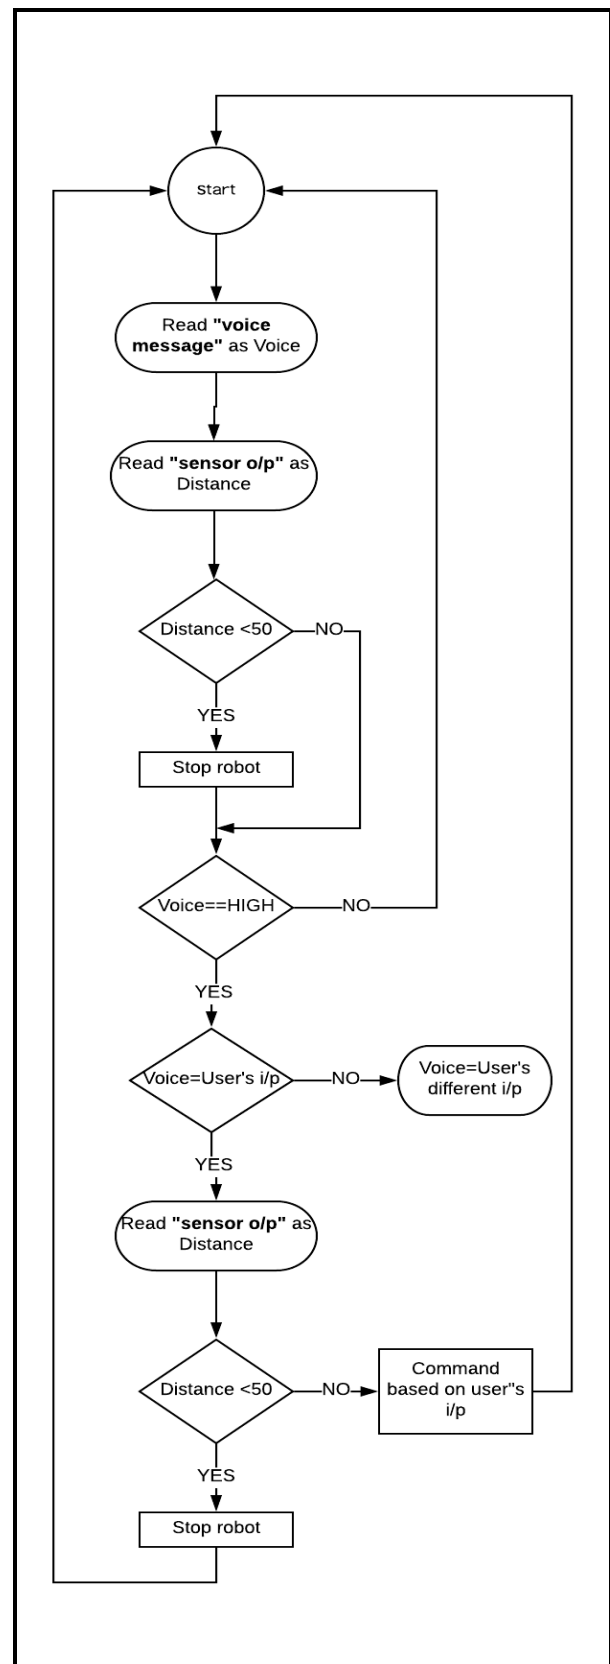 start
Read "voice
message" as Voice
Read "sensor o/p" as
Distance
Distance <50
NO
YES
Stop robot
Voice==HIGH
NO
YES
Voice=User's i/p
NO
Voice=User's
different i/p
YES
Read "sensor o/p" as
Distance
Distance <50
NO
Command
based on user"s
i/p
YES
Stop robot